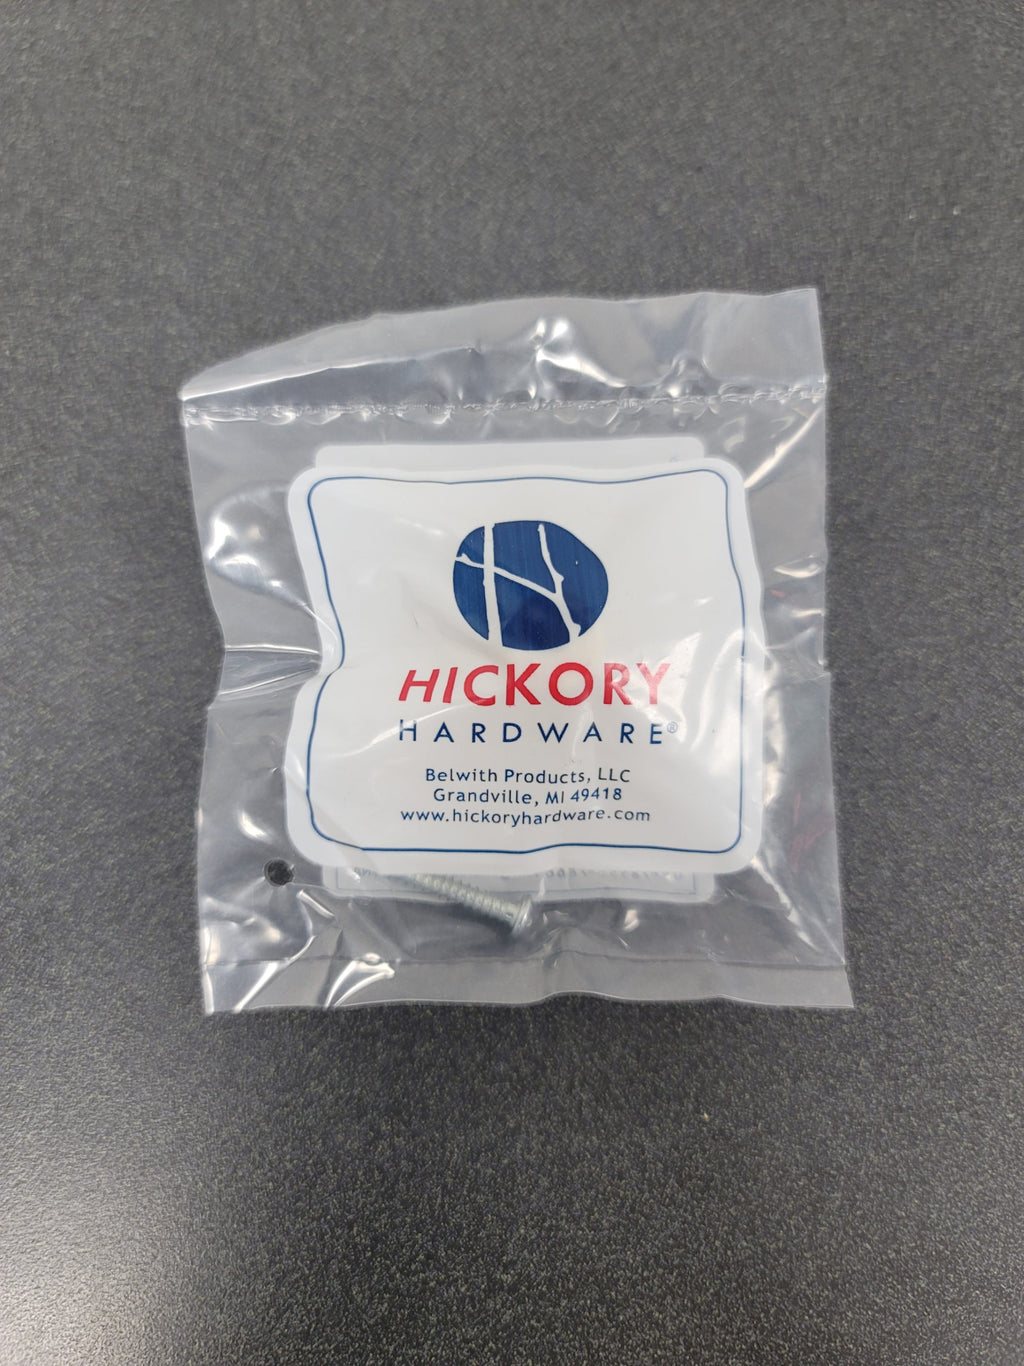 HICKORY
HARDWARE®
Belwith Products, LLC
Grandville, MI 49418
www.hickoryhardware.com